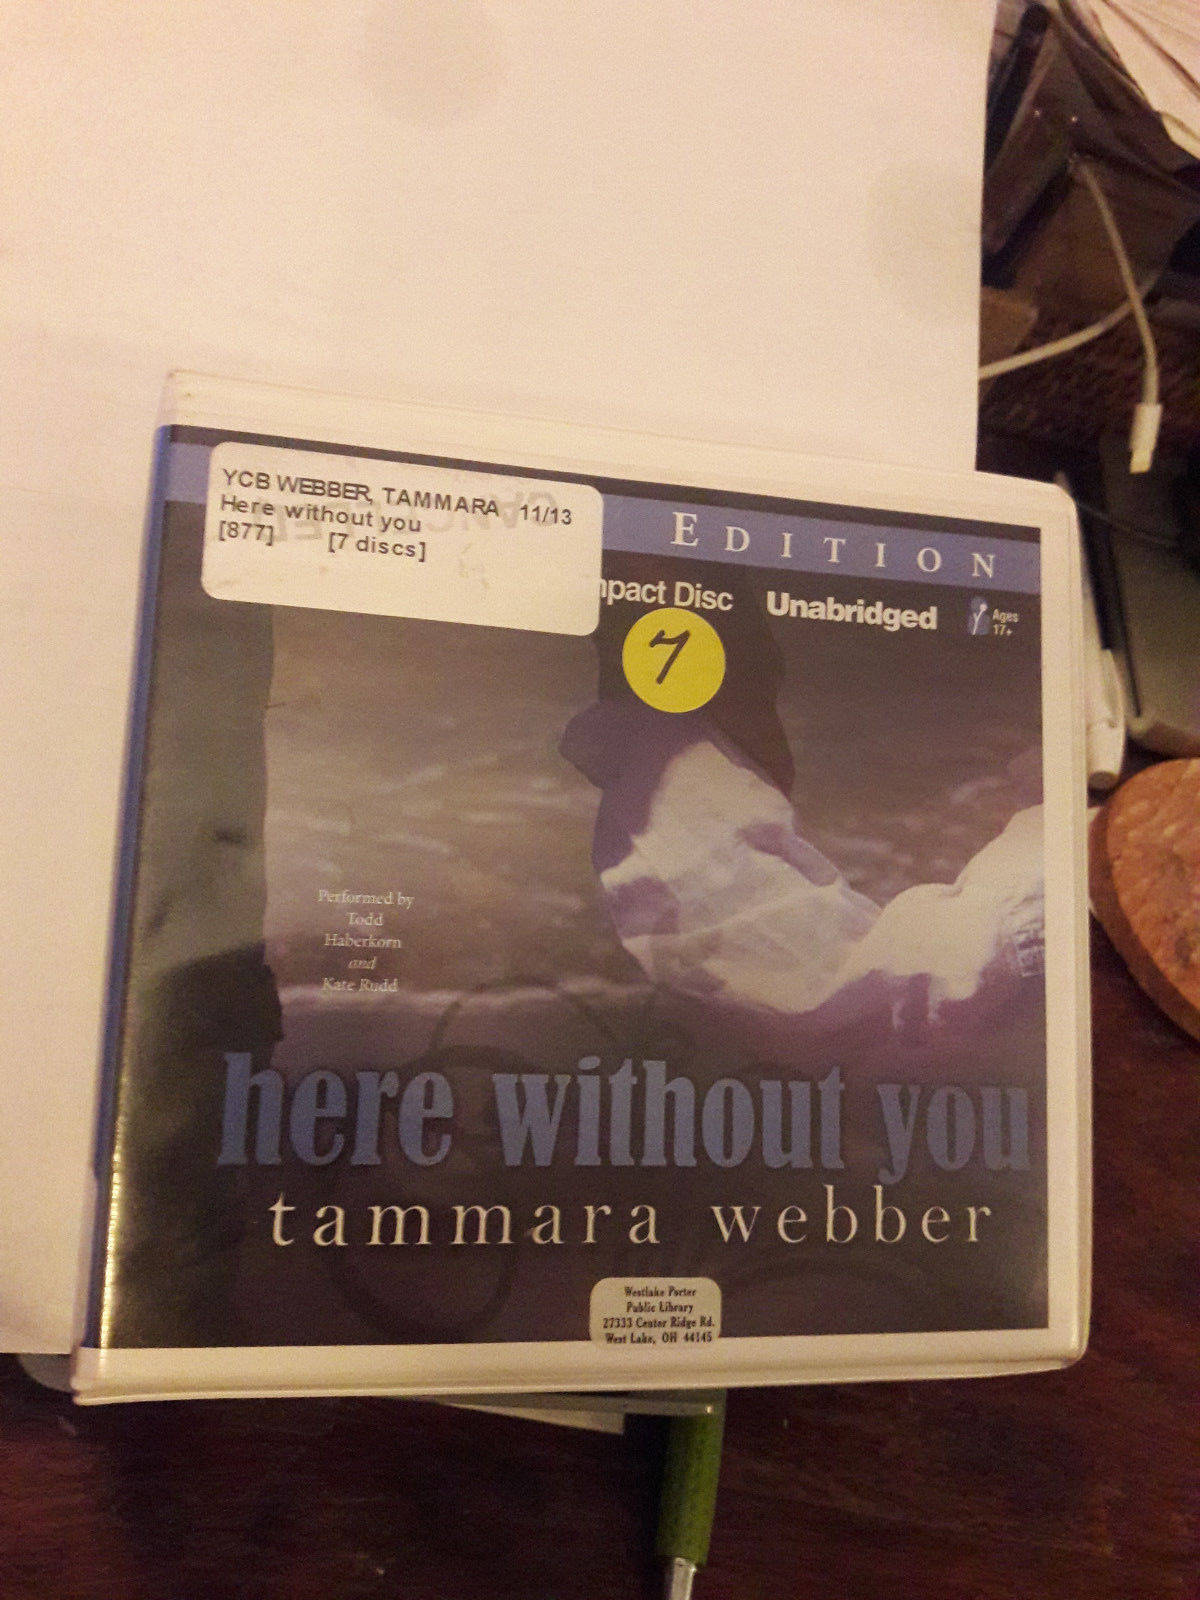 YCB WEBBER, TAMMARA 11/13
Here without you
[877] [7 discs]
EDITION
mpact Disc Unabridged
y Ages
17+
7
Performed by
Todd
Haberkorn
and
Kate Rudd
here without you
tammara webber
Westlake Porter
Public Library
27333 Center Ridge Rd.
West Lake, OH 44145